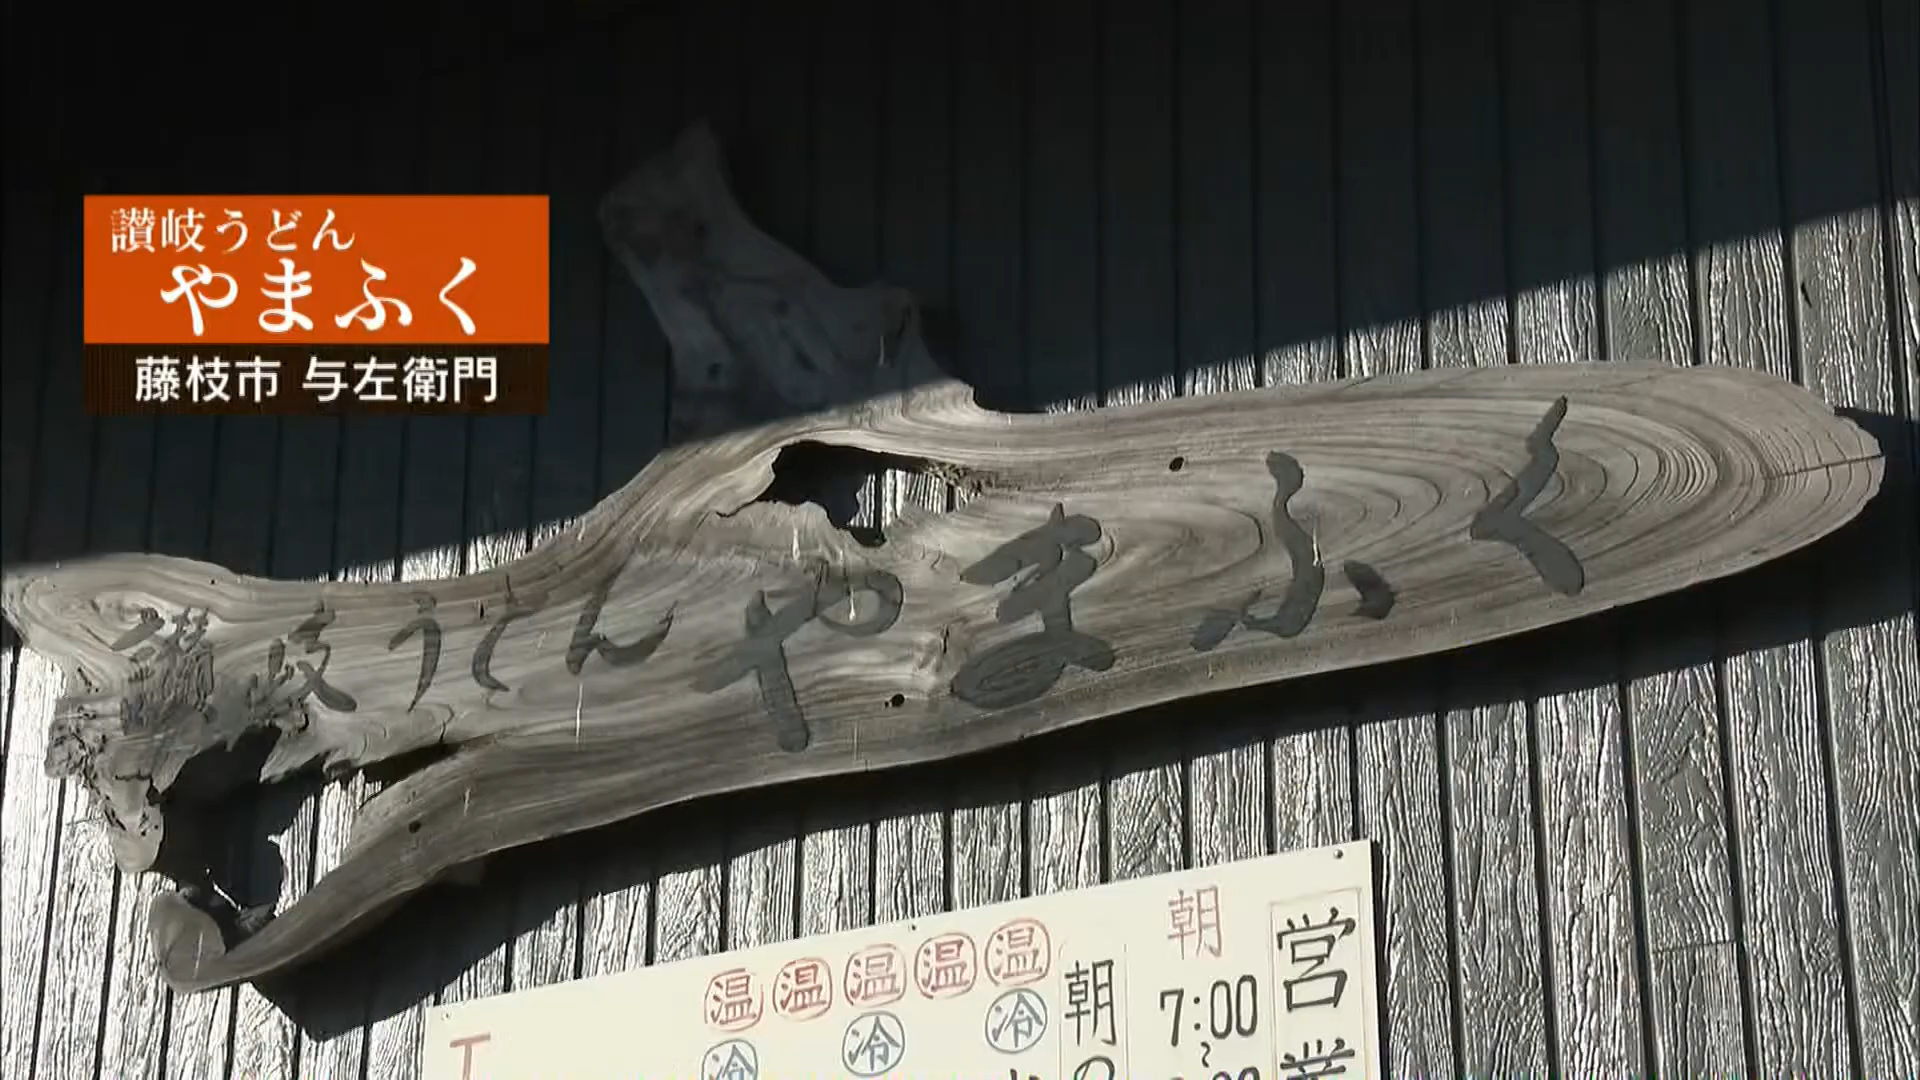 讃岐うどん
やまふく
藤枝市 与左衛門
讃岐うどん やまふく
営業
朝
7:00
朝の
温 温 温 温 温
冷 冷 冷